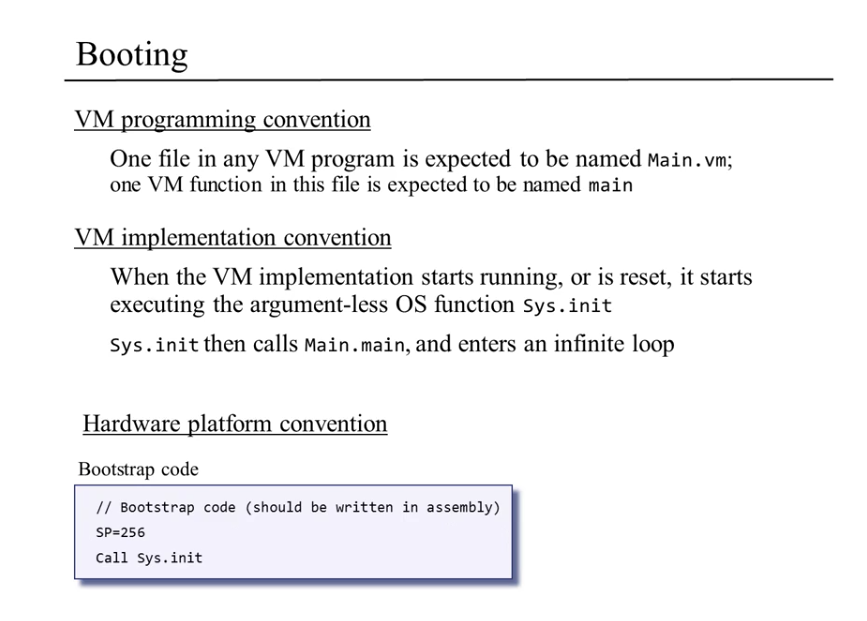 Booting
VM programming convention
One file in any VM program is expected to be named Main.vm;
one VM function in this file is expected to be named main
VM implementation convention
When the VM implementation starts running, or is reset, it starts
executing the argument-less OS function Sys.init
Sys.init then calls Main.main, and enters an infinite loop
Hardware platform convention
Bootstrap code
// Bootstrap code (should be written in assembly)
SP=256
Call Sys.init